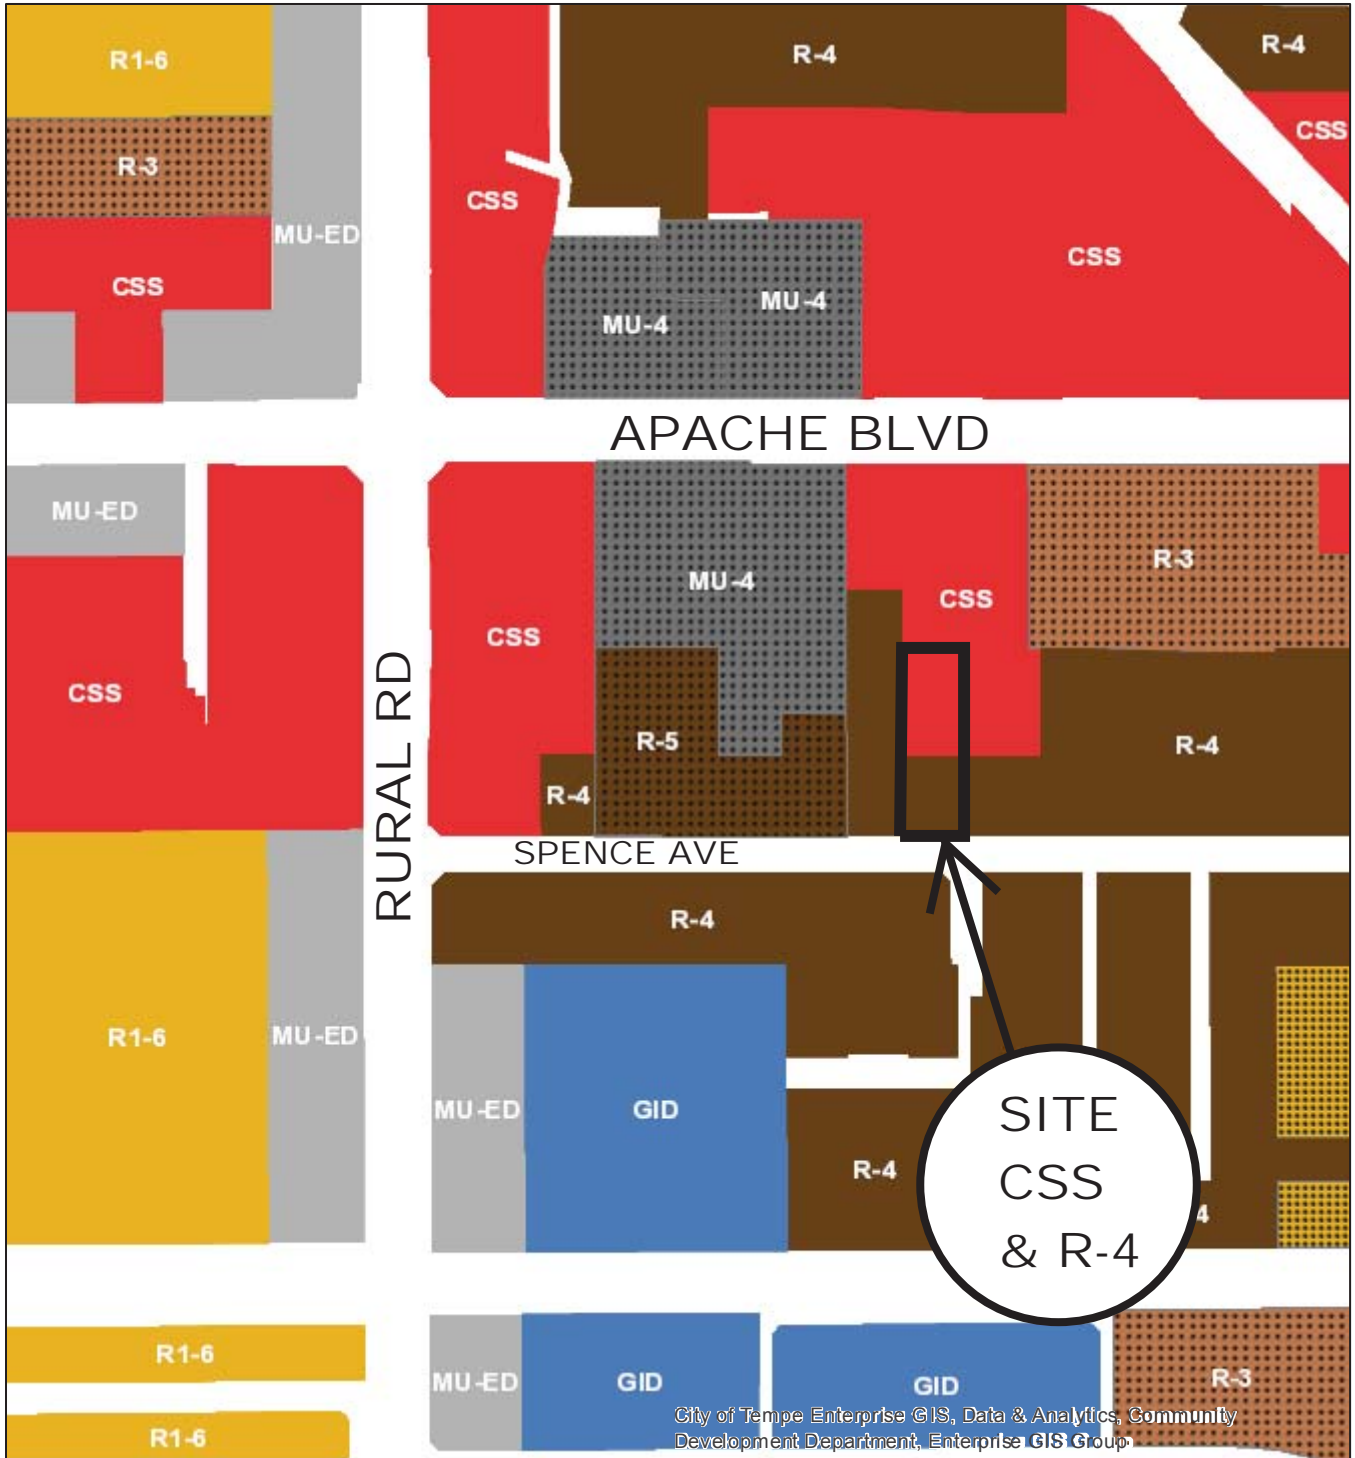 R1-6
R-4
R-4
CSS
R-3
CSS
MU-ED
CSS
CSS
MU-4
MU-4
APACHE BLVD
MU-ED
R-3
MU-4
CSS
CSS
CSS
RURAL RD
R-5
R-4
R-4
SPENCE AVE
R-4
R1-6
MU-ED
MU-ED
GID
R-4
SITE
CSS
& R-4
4
R1-6
MU-ED
GID
GID
R-3
R1-6
City of Tempe Enterprise GIS, Data & Analytics, Community
Development Department, Enterprise GIS Group